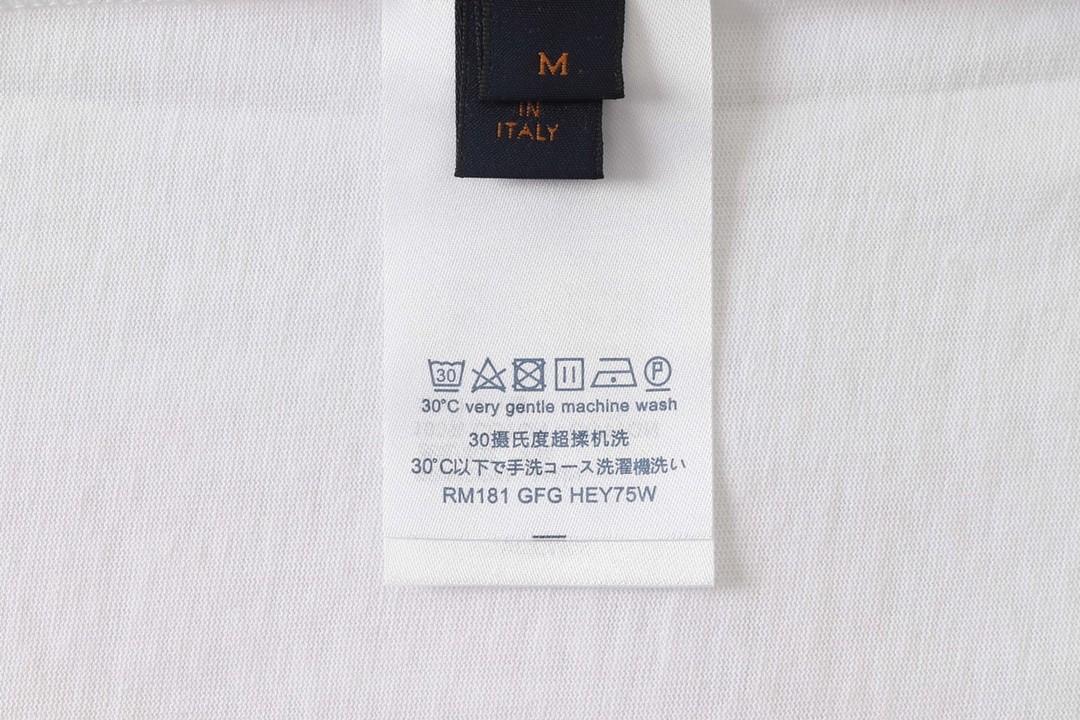 M
IN
ITALY
30
P
30°C very gentle machine wash
30摄氏度超揉机洗
30°C以下で手洗コース洗濯機洗い
RM181 GFG HEY75W